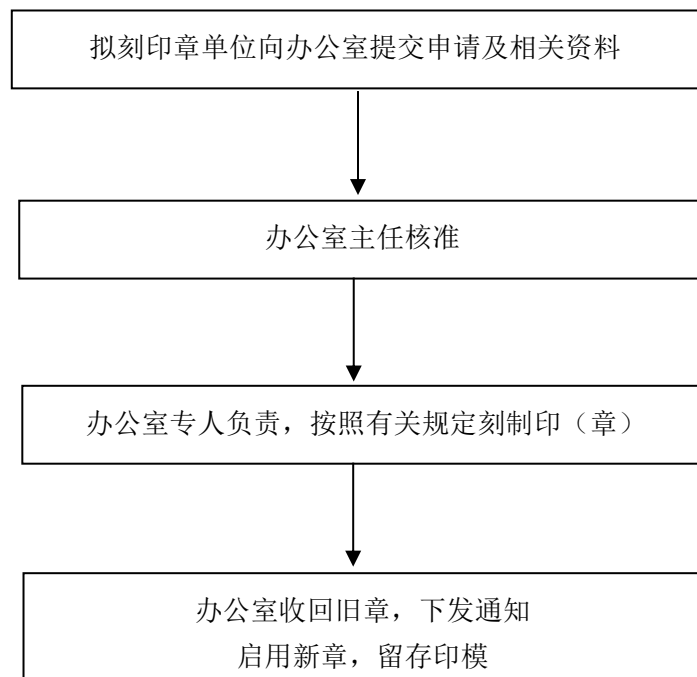 拟刻印章单位向办公室提交申请及相关资料
办公室主任核准
办公室专人负责，按照有关规定刻制印（章）
办公室收回旧章，下发通知
启用新章，留存印模